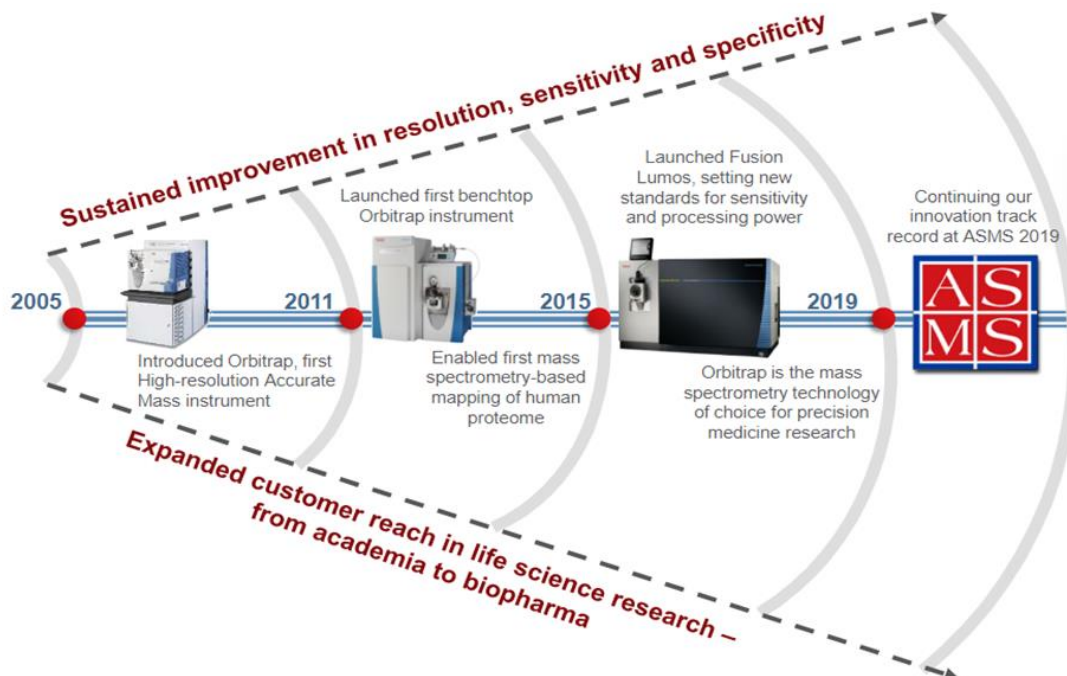 Sustained improvement in resolution, sensitivity and specificity
2005
Introduced Orbitrap, first
High-resolution Accurate
Mass instrument
2011
Launched first benchtop
Orbitrap instrument
Enabled first mass
spectrometry-based
mapping of human
proteome
2015
Launched Fusion
Lumos, setting new
standards for sensitivity
and processing power
Orbitrap is the mass
spectrometry technology
of choice for precision
medicine research
2019
Continuing our
innovation track
record at ASMS 2019
AS
MS
Expanded customer reach in life science research –
from academia to biopharma